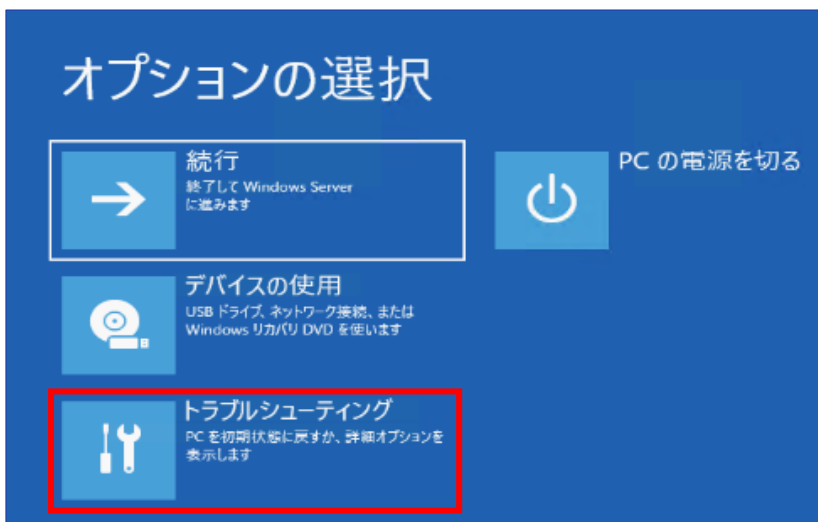 オプションの選択
続行
終了して Windows Server
に進みます
PC の電源を切る
デバイスの使用
USB ドライブ、ネットワーク接続、または
Windows リカバリ DVD を使います
トラブルシューティング
PC を初期状態に戻すか、詳細オプションを
表示します